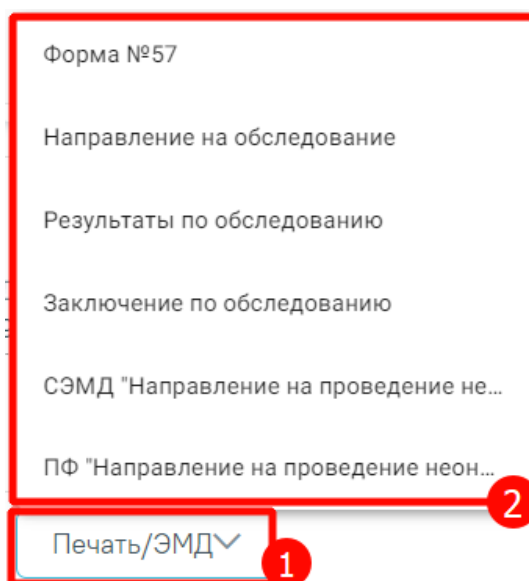 Форма №57
Направление на обследование
Результаты по обследованию
Заключение по обследованию
СЭМД "Направление на проведение не...
ПФ "Направление на проведение неон...
2
Печать/ЭМД
1